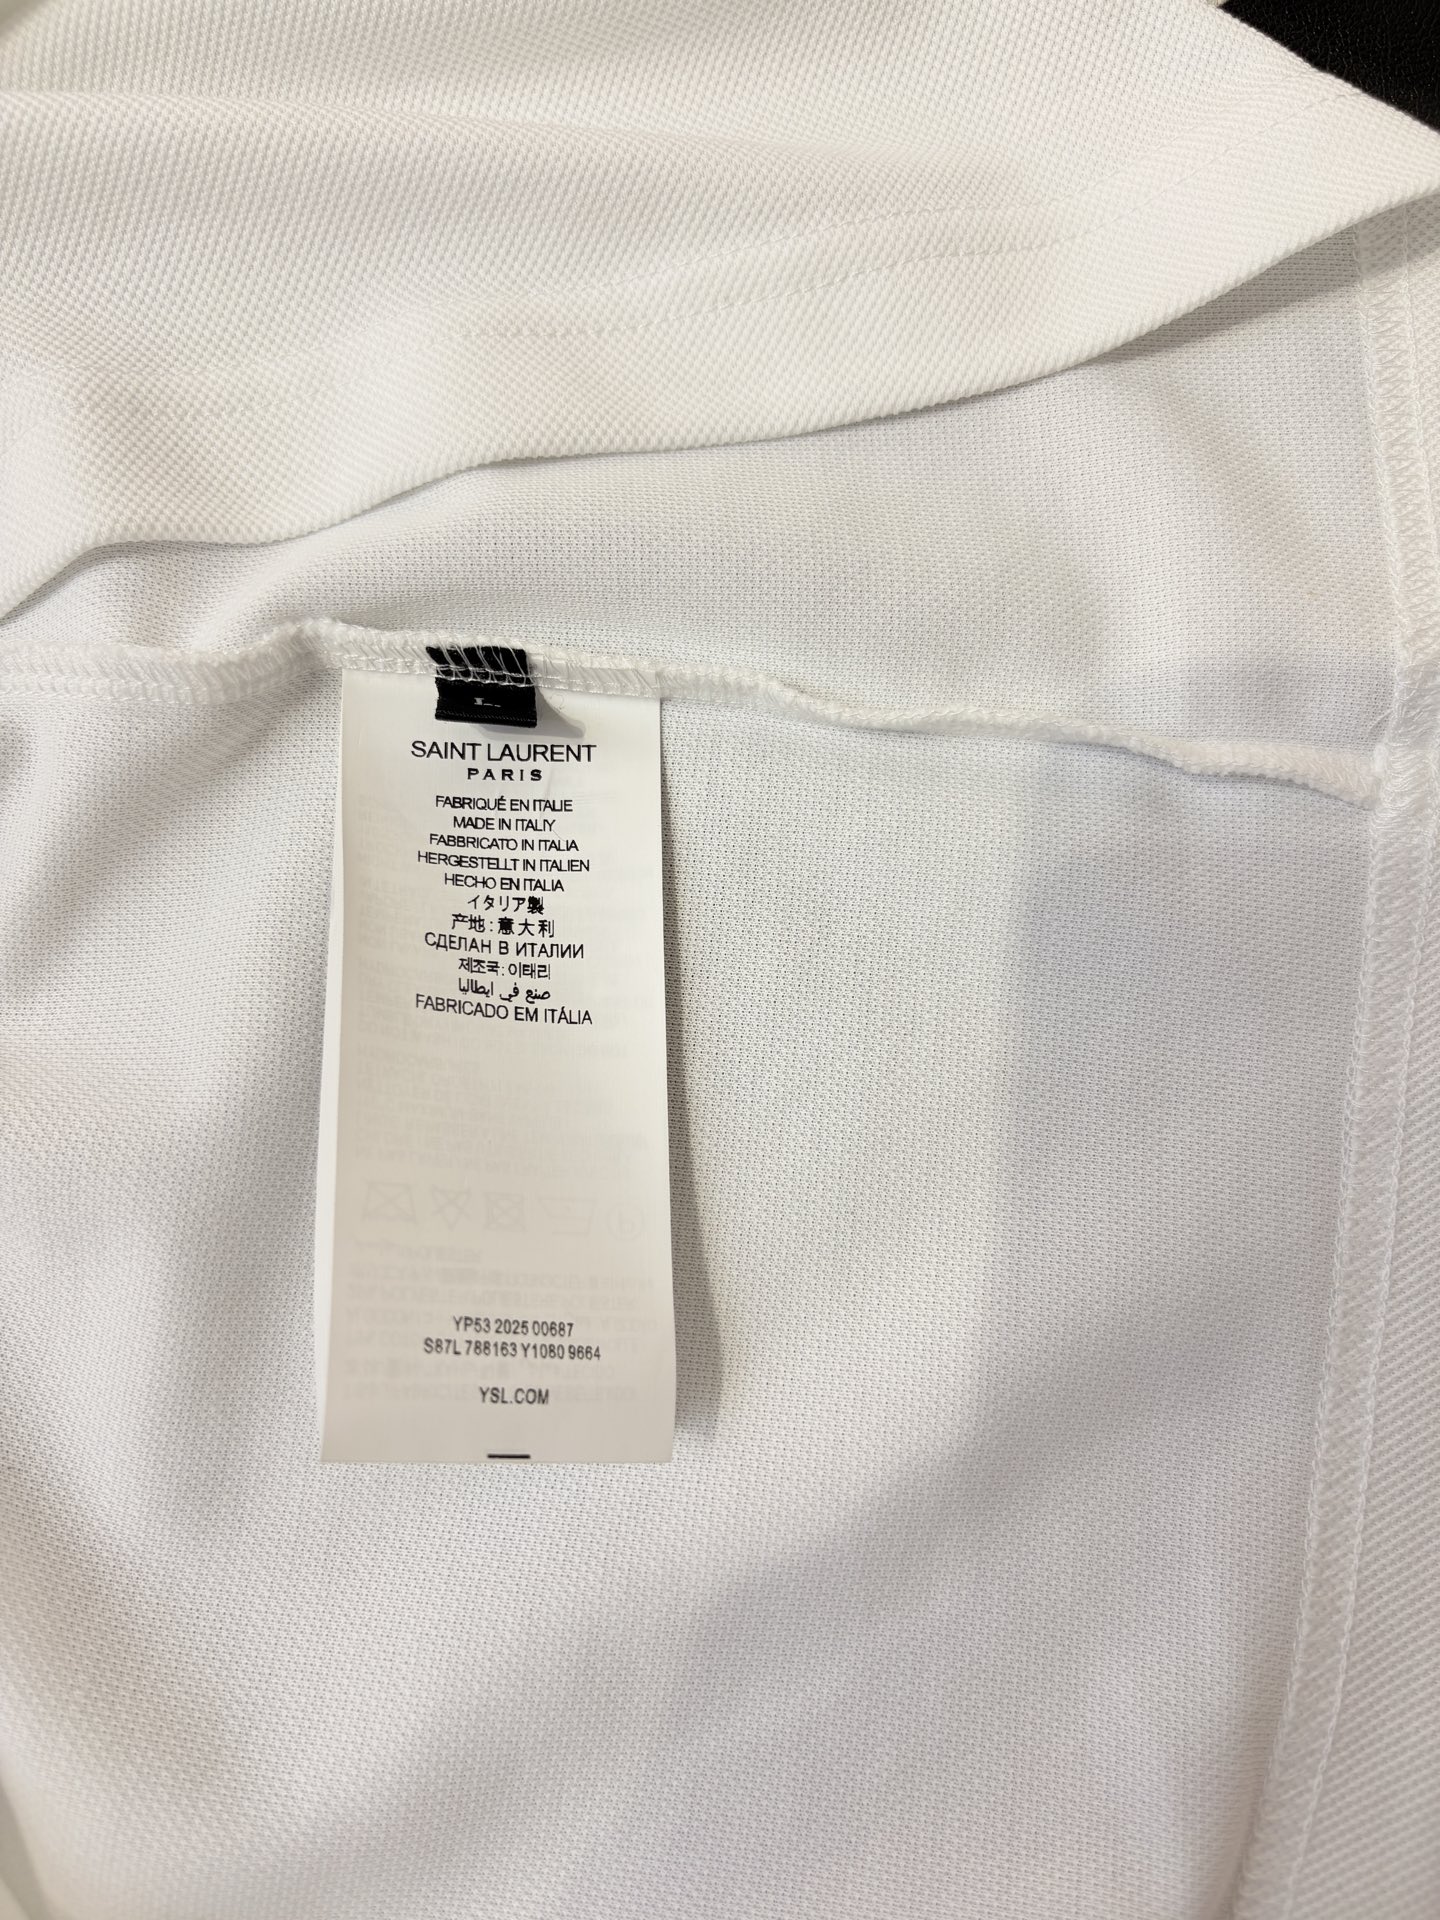 L
SAINT LAURENT
PARIS
FABRIQUÉ EN ITALIE
MADE IN ITALIY
FABBRICATO IN ITALIA
HERGESTELLT IN ITALIEN
HECHO EN ITALIA
イタリア製
产地:意大利
СДЕЛАН В ИТАЛИИ
제조국:이태리
صنع في ايطاليا
FABRICADO EM ITÁLIA
YP53 2025 00687
S87L 788163 Y1080 9664
YSL.COM